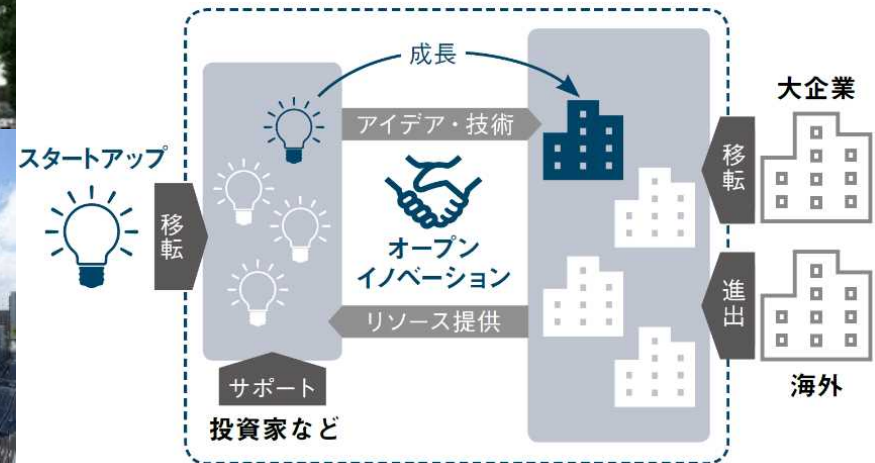 成長
アイデア・技術
大企業
スタートアップ
移転
移転
オープン
イノベーション
進出
リソース提供
サポート
投資家など
海外